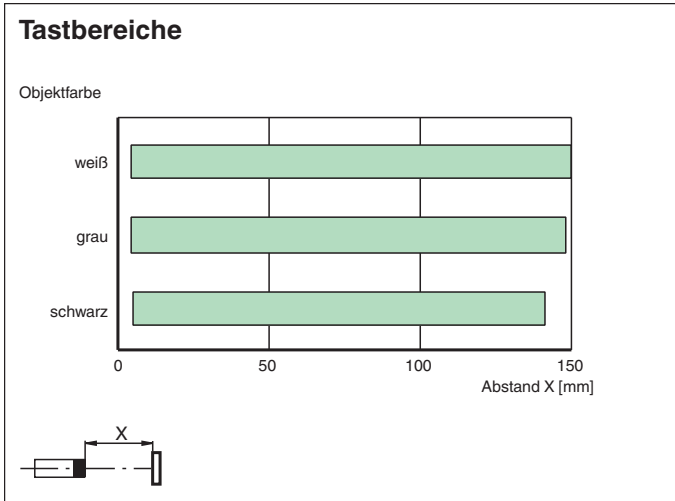 Tastbereiche
Objektfarbe
weiß
grau
schwarz
0 50 100 150
Abstand X [mm]
X